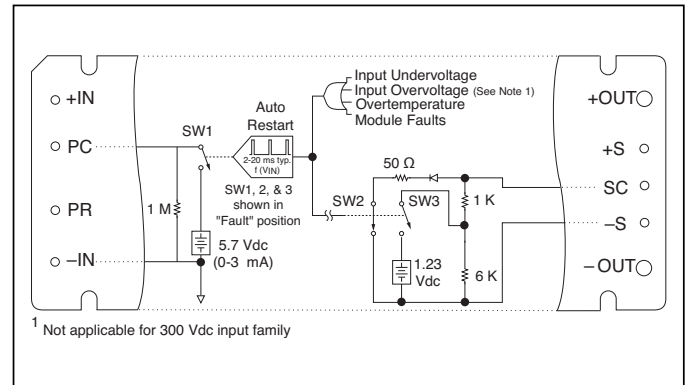 Input Undervoltage
Input Overvoltage (See Note 1)
Overtemperature
Module Faults
+IN
PC
PR
–IN
SW1
1 M
5.7 Vdc
(0-3 mA)
Auto
Restart
2-20 ms typ.
f (VIN)
SW1, 2, & 3
shown in
"Fault" position
50 Ω
SW2
SW3
1 K
1.23
Vdc
6 K
+OUT
+S
SC
–S
–OUT
1 Not applicable for 300 Vdc input family